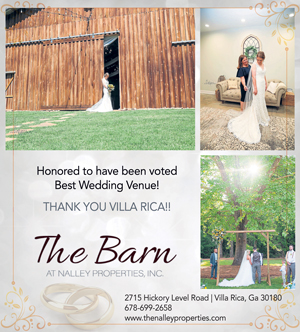 Honored to have been voted
Best Wedding Venue!
THANK YOU VILLA RICA!!
The Barn
AT NALLEY PROPERTIES, INC.
2715 Hickory Level Road | Villa Rica, Ga 30180
678-699-2658
www.thenalleyproperties.com